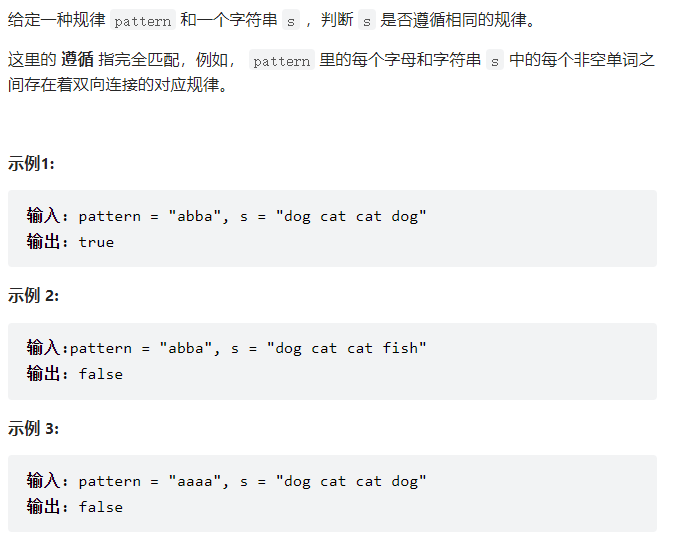 给定一种规律 pattern 和一个字符串 s ，判断 s 是否遵循相同的规律。
这里的 遵循 指完全匹配，例如， pattern 里的每个字母和字符串 s 中的每个非空单词之
间存在着双向连接的对应规律。
示例1:
输入: pattern = "abba", s = "dog cat cat dog"
输出: true
示例 2:
输入:pattern = "abba", s = "dog cat cat fish"
输出: false
示例 3:
输入: pattern = "aaaa", s = "dog cat cat dog"
输出: false